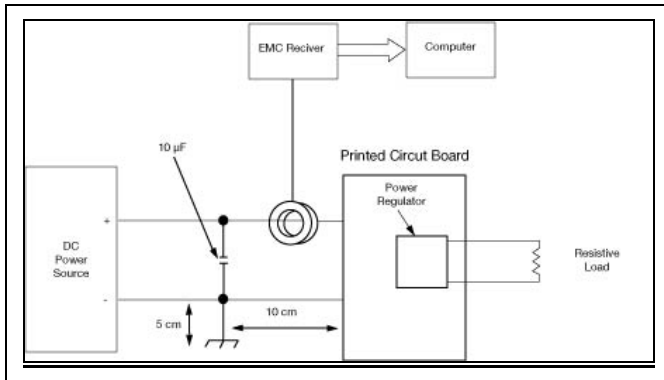 EMC Reciver
Computer
10 µF
Printed Circut Board
Power
Regulator
+
DC
Power
Source
-
Resistive
Load
5 cm
10 cm